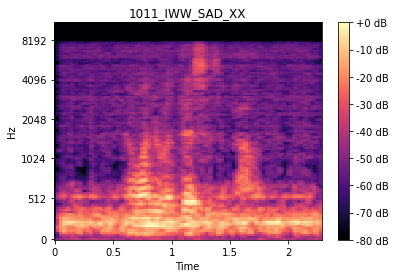 1011_IWW_SAD_XX
8192
4096
2048
1024
512
0
Hz
0
0.5
1
1.5
2
Time
+0 dB
-10 dB
-20 dB
-30 dB
-40 dB
-50 dB
-60 dB
-70 dB
-80 dB